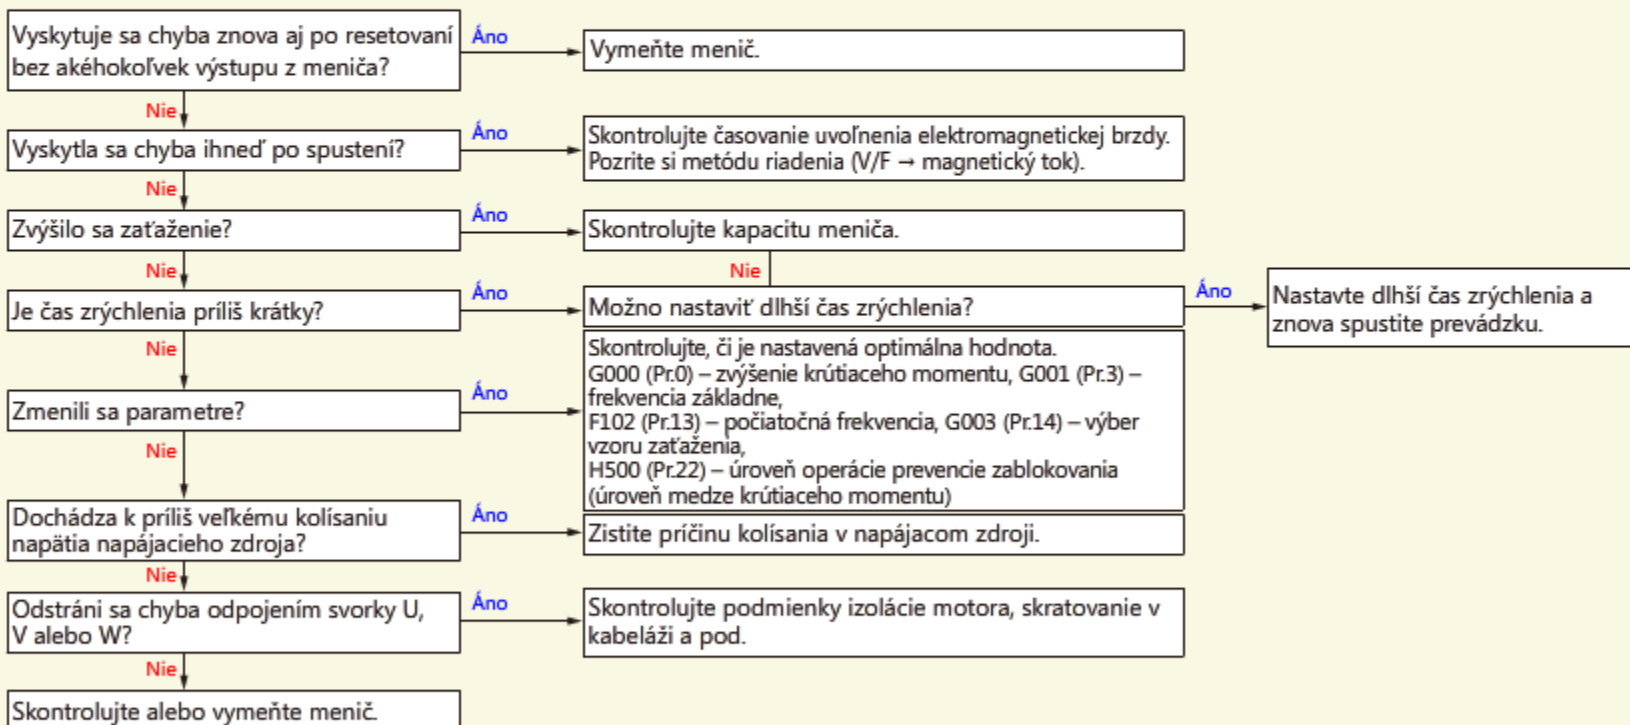 Vyskytuje sa chyba znova aj po resetovaní
bez akéhokoľvek výstupu z meniča?
Áno
Vymeňte menič.
Nie
Vyskytla sa chyba ihneď po spustení?
Áno
Skontrolujte časovanie uvoľnenia elektromagnetickej brzdy.
Pozrite si metódu riadenia (V/F → magnetický tok).
Nie
Zvýšilo sa zaťaženie?
Áno
Skontrolujte kapacitu meniča.
Nie
Nie
Je čas zrýchlenia príliš krátky?
Áno
Možno nastaviť dlhší čas zrýchlenia?
Áno
Nastavte dlhší čas zrýchlenia a
znova spustite prevádzku.
Nie
Zmenili sa parametre?
Áno
Skontrolujte, či je nastavená optimálna hodnota.
G000 (Pr.0) – zvýšenie krútiaceho momentu, G001 (Pr.3) –
frekvencia základne,
F102 (Pr.13) – počiatočná frekvencia, G003 (Pr.14) – výber
vzoru zaťaženia,
H500 (Pr.22) – úroveň operácie prevencie zablokovania
(úroveň medze krútiaceho momentu)
Nie
Dochádza k príliš veľkému kolísaniu
napätia napájacieho zdroja?
Áno
Zistite príčinu kolísania v napájacom zdroji.
Nie
Odstráni sa chyba odpojením svorky U,
V alebo W?
Áno
Skontrolujte podmienky izolácie motora, skratovanie v
kabeláži a pod.
Nie
Skontrolujte alebo vymeňte menič.